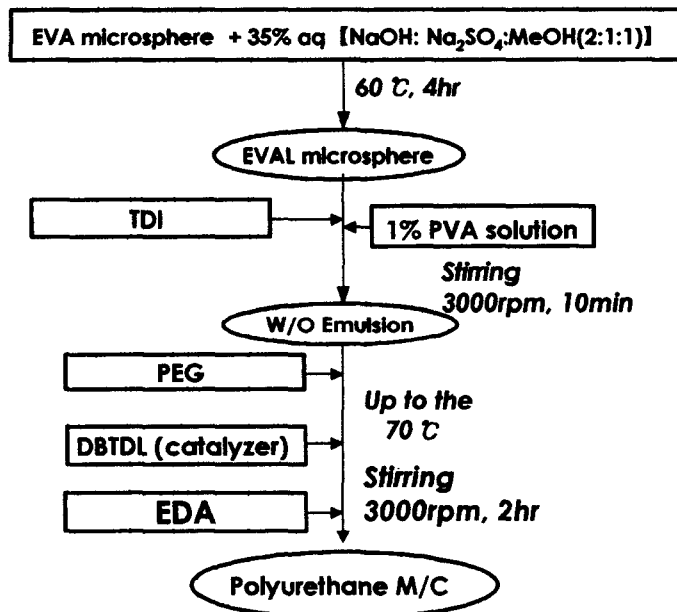 EVA microsphere + 35% aq 【NaOH: Na₂SO₄:MeOH(2:1:1)】
60 ℃, 4hr
EVAL microsphere
TDI
1% PVA solution
Stirring
3000rpm, 10min
W/O Emulsion
PEG
Up to the
70 ℃
DBTDL (catalyzer)
Stirring
EDA
3000rpm, 2hr
Polyurethane M/C